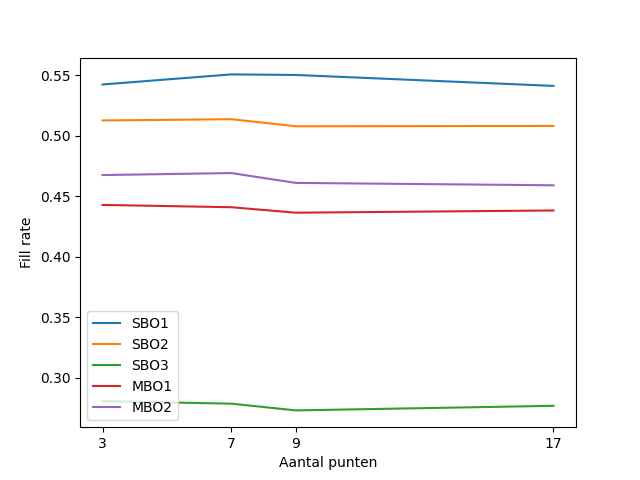 Fill rate
0.55
0.50
0.45
0.40
0.35
0.30
SBO1
SBO2
SBO3
MBO1
MBO2
3 7 9 17
Aantal punten